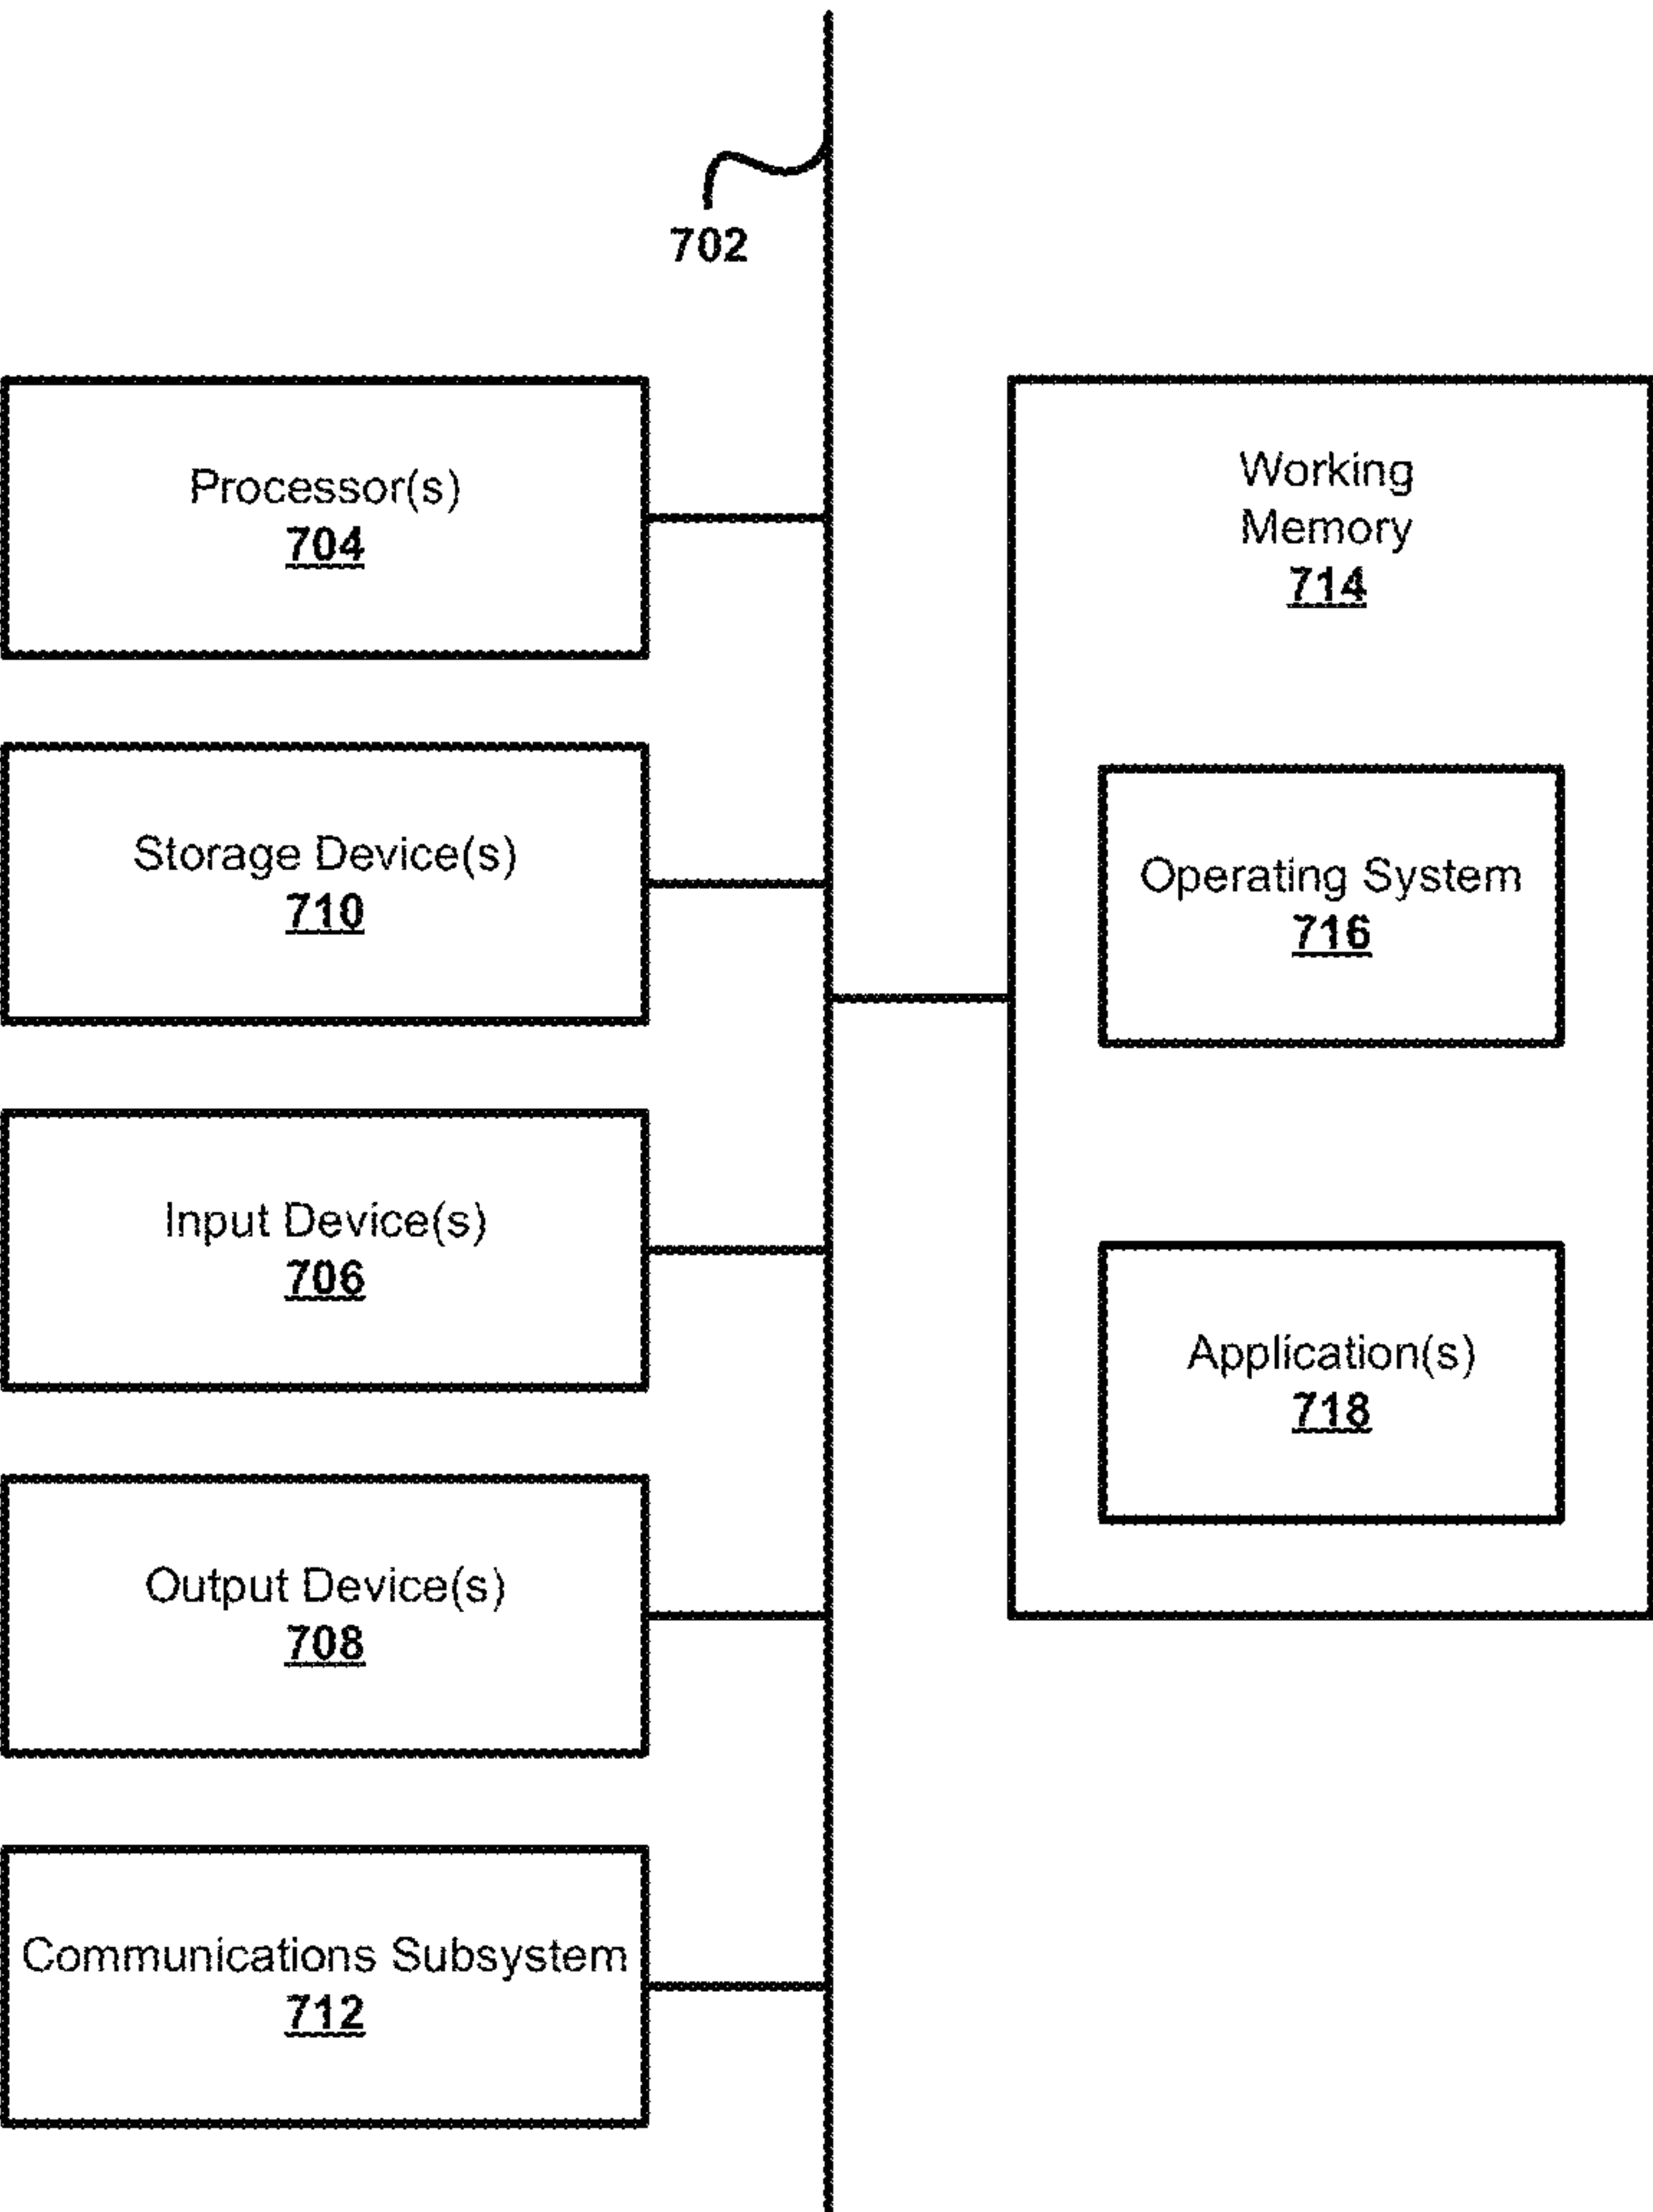 702
Processor(s)
704
Storage Device(s)
710
Input Device(s)
706
Output Device(s)
708
Communications Subsystem
712
Working
Memory
714
Operating System
716
Application(s)
718